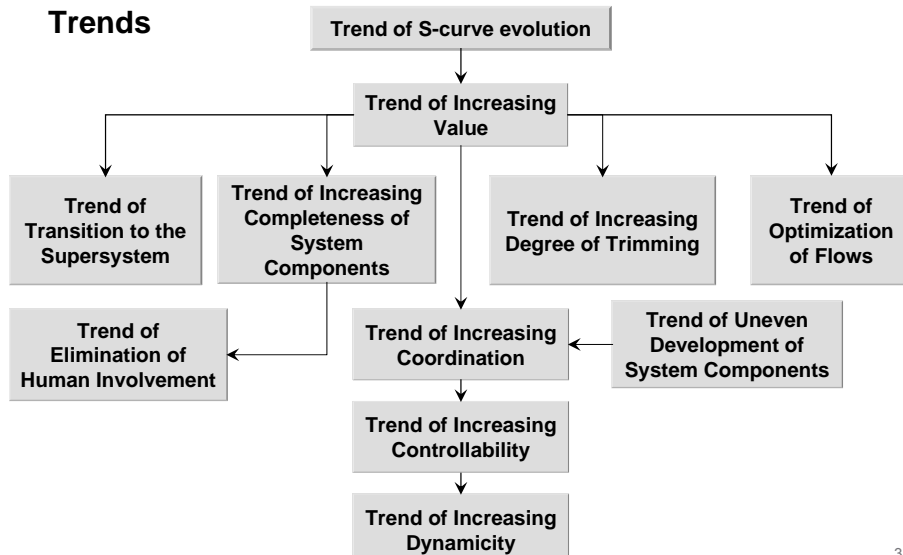 Trends
Trend of S-curve evolution
Trend of Increasing
Value
Trend of
Transition to the
Supersystem
Trend of Increasing
Completeness of
System
Components
Trend of Increasing
Degree of Trimming
Trend of
Optimization
of Flows
Trend of
Elimination of
Human Involvement
Trend of Increasing
Coordination
Trend of Uneven
Development of
System Components
Trend of Increasing
Controllability
Trend of Increasing
Dynamicity
3